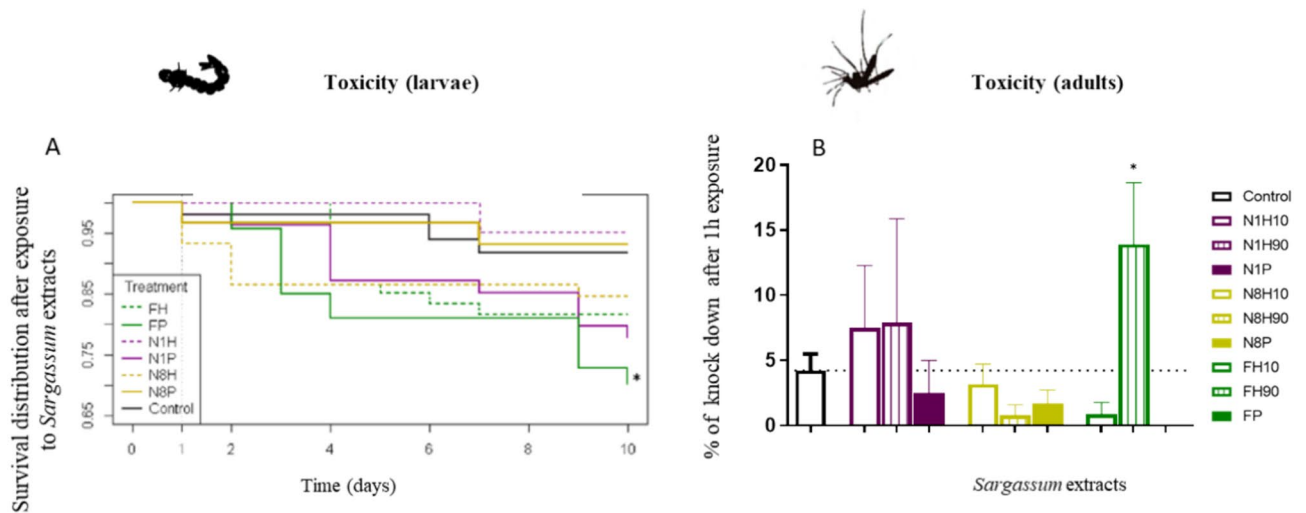 Toxicity (larvae)
A
Survival distribution after exposure
to Sargassum extracts
0.95
0.85
0.75
0.65
Treatment
FH
FP
N1H
N1P
N8H
N8P
Control
*
0 1 2 4 6 8 10
Time (days)
Toxicity (adults)
B
% of knock down after 1h exposure
20
15
10
5
0
*
Sargassum extracts
Control
N1H10
N1H90
N1P
N8H10
N8H90
N8P
FH10
FH90
FP